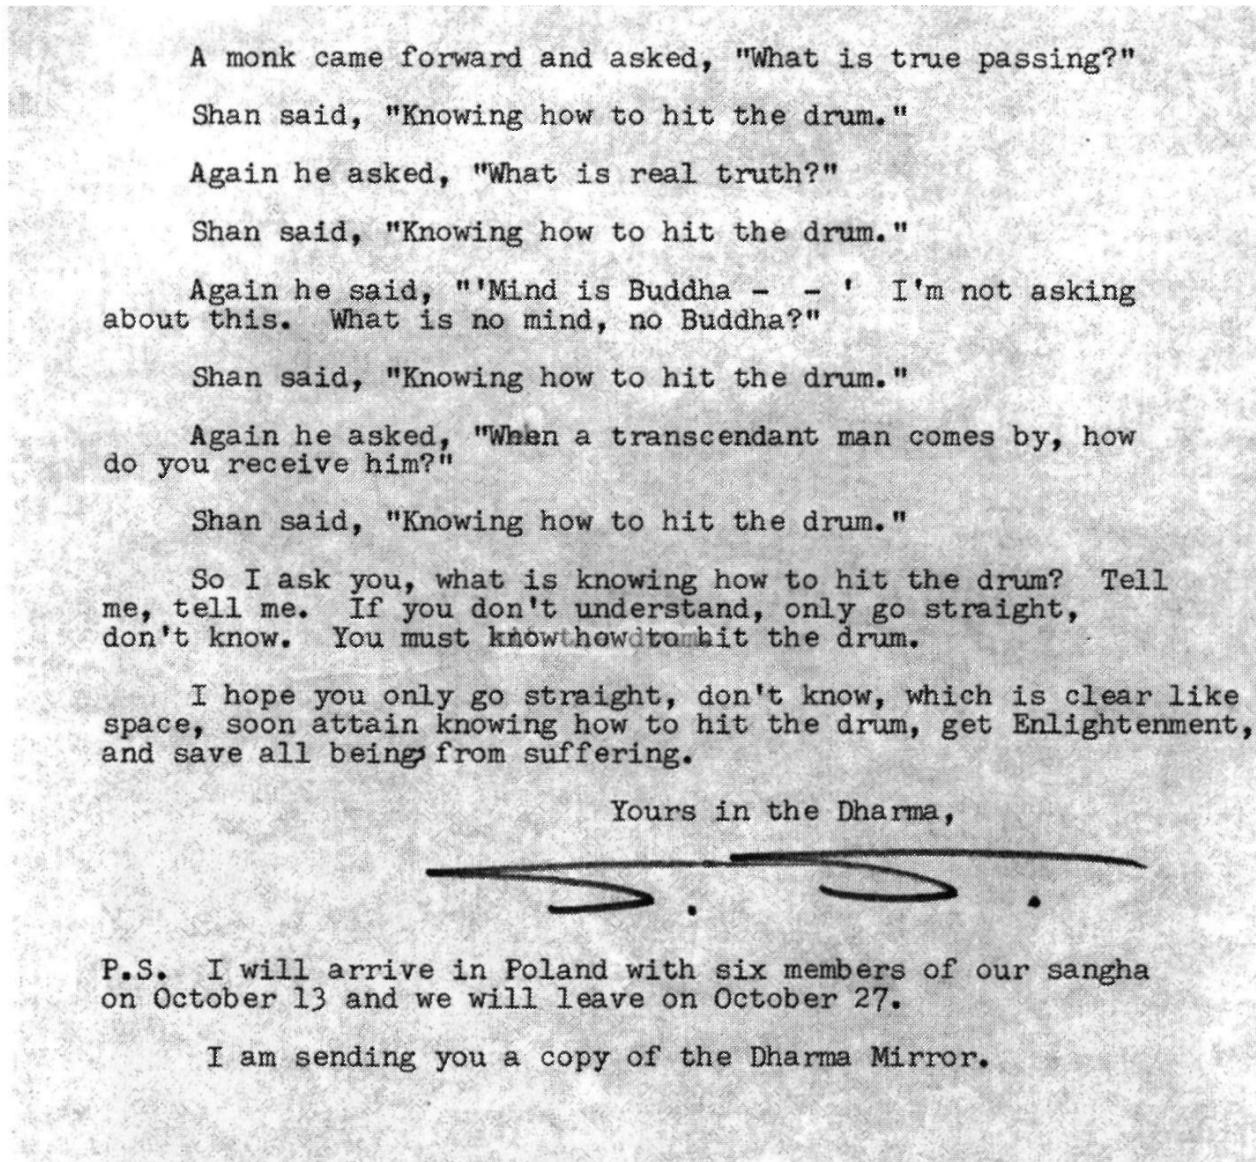 A monk came forward and asked, "What is true passing?"
Shan said, "Knowing how to hit the drum."
Again he asked, "What is real truth?"
Shan said, "Knowing how to hit the drum."
Again he said, "'Mind is Buddha - - ' I'm not asking
about this. What is no mind, no Buddha?"
Shan said, "Knowing how to hit the drum."
Again he asked, "When a transcendant man comes by, how
do you receive him?"
Shan said, "Knowing how to hit the drum."
So I ask you, what is knowing how to hit the drum? Tell
me, tell me. If you don't understand, only go straight,
don't know. You must know how to hit the drum.
I hope you only go straight, don't know, which is clear like
space, soon attain knowing how to hit the drum, get Enlightenment,
and save all beings from suffering.
Yours in the Dharma,
S. S.
P.S. I will arrive in Poland with six members of our sangha
on October 13 and we will leave on October 27.
I am sending you a copy of the Dharma Mirror.